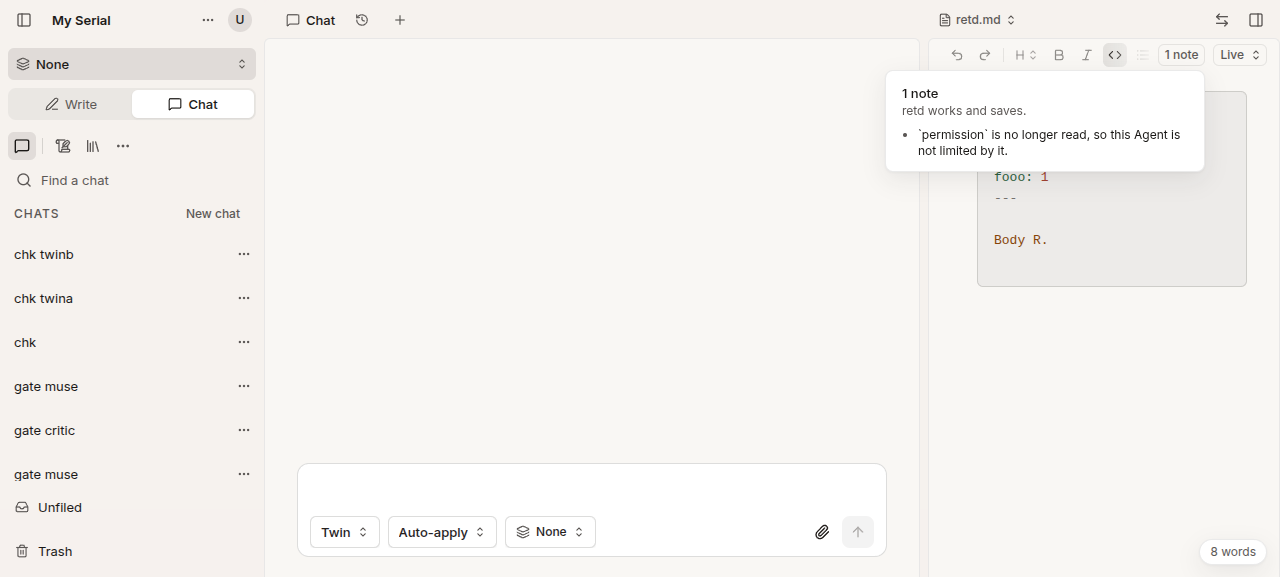 My Serial
U
Chat
retd.md
None
H
B
I
1 note
Live
Write
Chat
1 note
retd works and saves.
`permission` is no longer read, so this Agent is
not limited by it.
Find a chat
fooo: 1
---
CHATS
New chat
Body R.
chk twinb
chk twina
chk
gate muse
gate critic
gate muse
Unfiled
Twin
Auto-apply
None
Trash
8 words